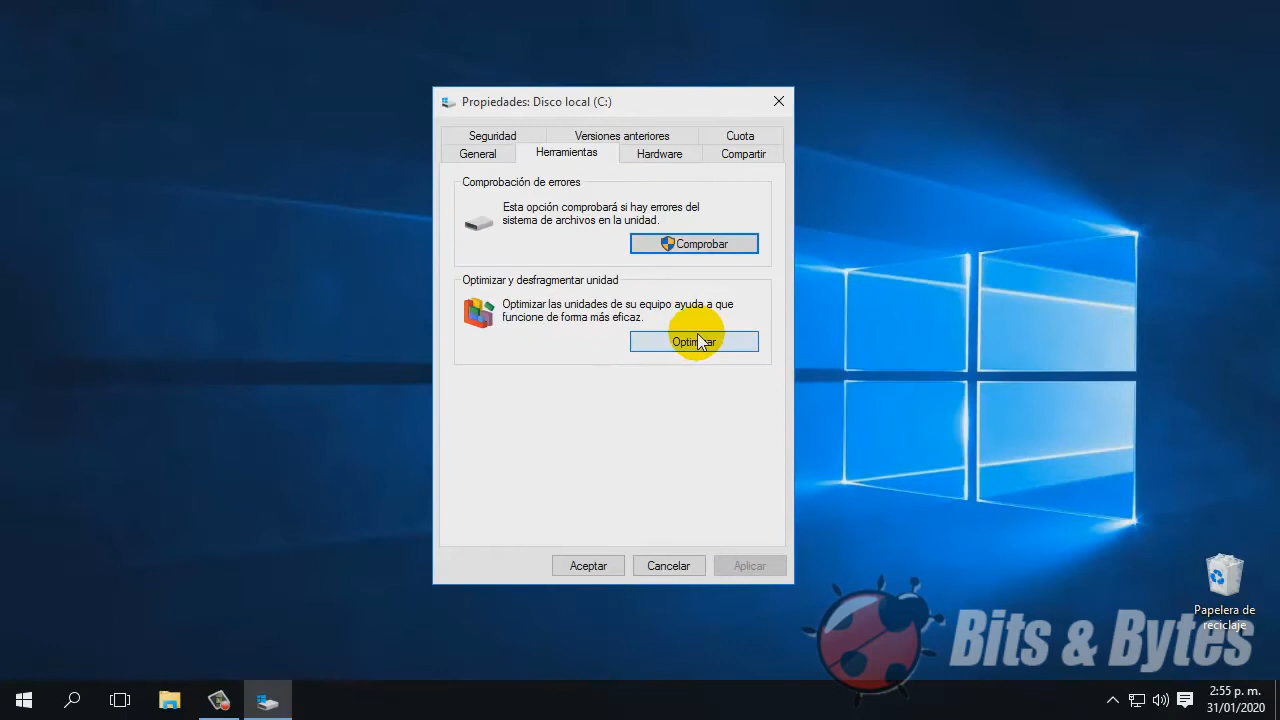 Propiedades: Disco local (C:)
Seguridad Versiones anteriores Cuota
General Herramientas Hardware Compartir
Comprobación de errores
Esta opción comprobará si hay errores del
sistema de archivos en la unidad.
Comprobar
Optimizar y desfragmentar unidad
Optimizar las unidades de su equipo ayuda a que
funcione de forma más eficaz.
Optimizar
Aceptar Cancelar Aplicar
Papelera de
reciclaje
Bits & Bytes
2:55 p. m.
31/01/2020